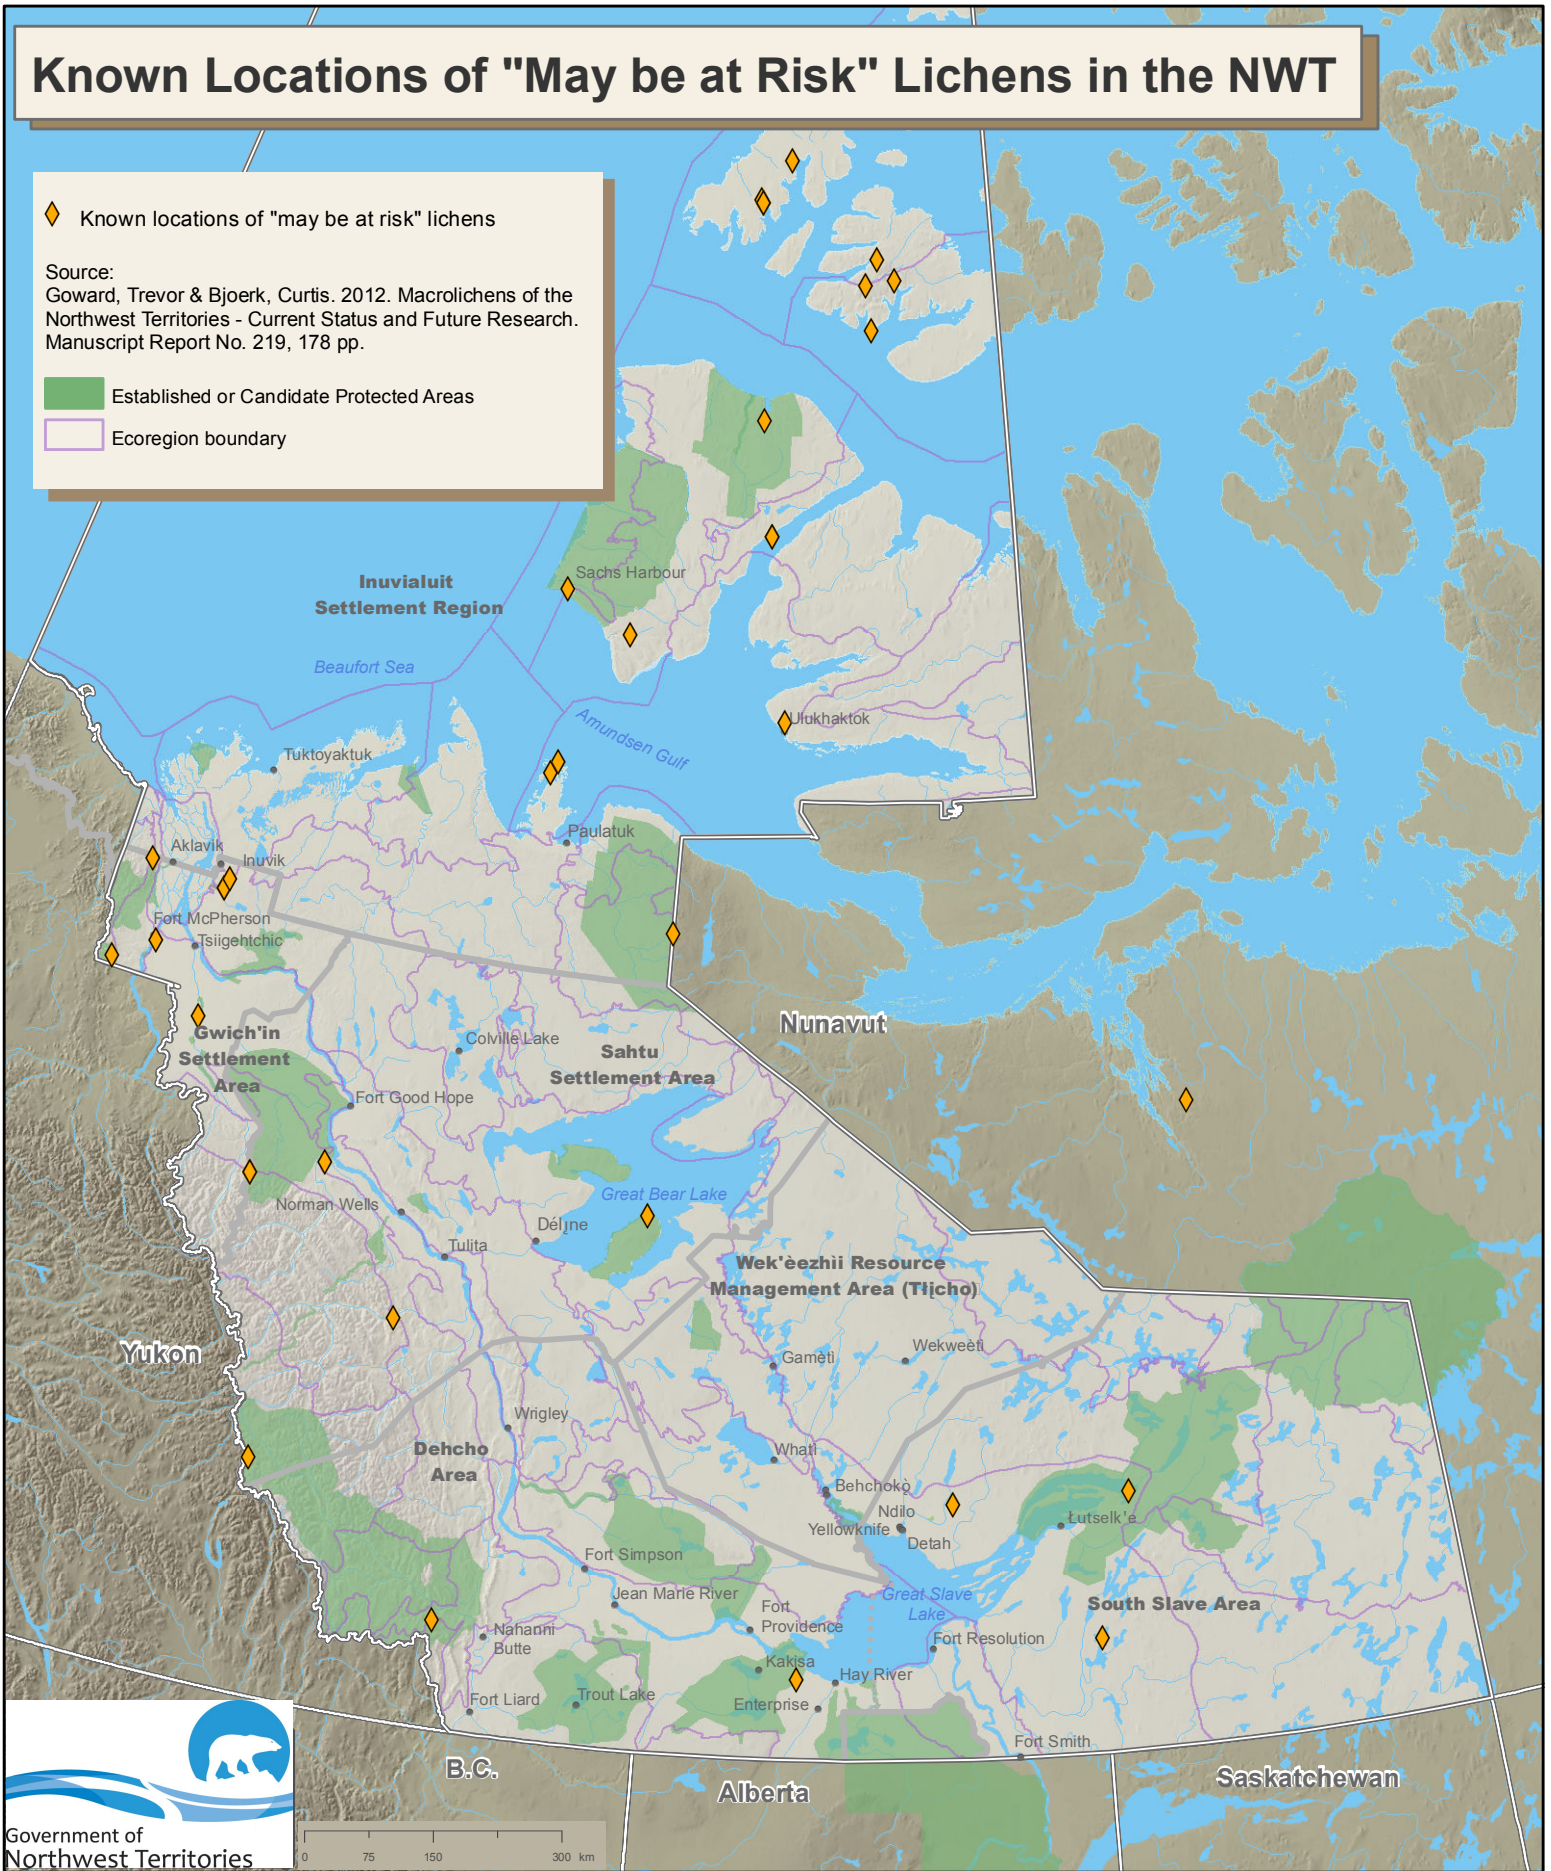 Known Locations of "May be at Risk" Lichens in the NWT
Known locations of "may be at risk" lichens
Source:
Goward, Trevor & Bjoerk, Curtis. 2012. Macrolichens of the
Northwest Territories - Current Status and Future Research.
Manuscript Report No. 219, 178 pp.
Established or Candidate Protected Areas
Ecoregion boundary
Sachs Harbour
Inuvialuit
Settlement Region
Beaufort Sea
Amundsen Gulf
Ulukhaktok
Tuktoyaktuk
Paulatuk
Aklavik
Inuvik
Fort McPherson
Tsiigehtchic
Nunavut
Gwich'in
Settlement
Area
Colville Lake
Sahtu
Settlement Area
Fort Good Hope
Great Bear Lake
Norman Wells
Délı̨ne
Tulita
Wek'èezhìi Resource
Management Area (Tłı̨cho)
Yukon
Gamètì
Wekweètì
Wrigley
Dehcho
Area
Whatì
Behchokǫ̀
Ndilo
Yellowknife
Detah
Łutselk'e
Fort Simpson
Jean Marie River
Great Slave
Lake
South Slave Area
Fort
Providence
Nahanni
Butte
Fort Resolution
Kakisa
Hay River
Fort Liard
Trout Lake
Enterprise
Fort Smith
B.C.
Alberta
Saskatchewan
Government of
Northwest Territories
0 75 150 300 km